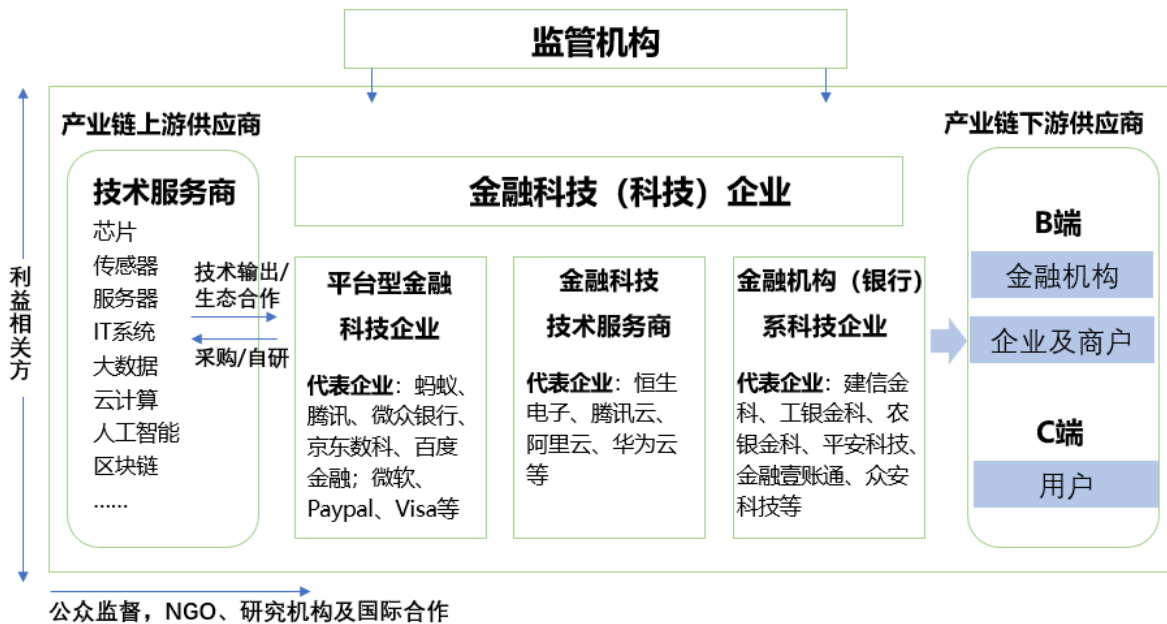 监管机构
产业链上游供应商
产业链下游供应商
技术服务商
芯片
传感器
服务器
IT系统
大数据
云计算
人工智能
区块链
......
技术输出/
生态合作
采购/自研
金融科技（科技）企业
平台型金融
科技企业
代表企业：蚂蚁、
腾讯、微众银行、
京东数科、百度
金融；微软、
Paypal、Visa等
金融科技
技术服务商
代表企业：恒生
电子、腾讯云、
阿里云、华为云
等
金融机构（银行）
系科技企业
代表企业：建信金
科、工银金科、农
银金科、平安科技、
金融壹账通、众安
科技等
B端
金融机构
企业及商户
C端
用户
利益相关方
公众监督，NGO、研究机构及国际合作